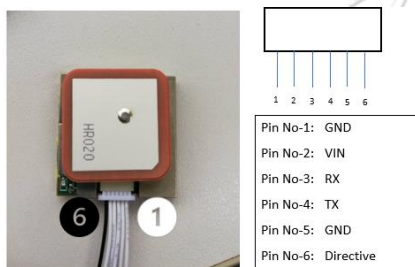 HR020
6
1
1 2 3 4 5 6
Pin No-1: GND
Pin No-2: VIN
Pin No-3: RX
Pin No-4: TX
Pin No-5: GND
Pin No-6: Directive